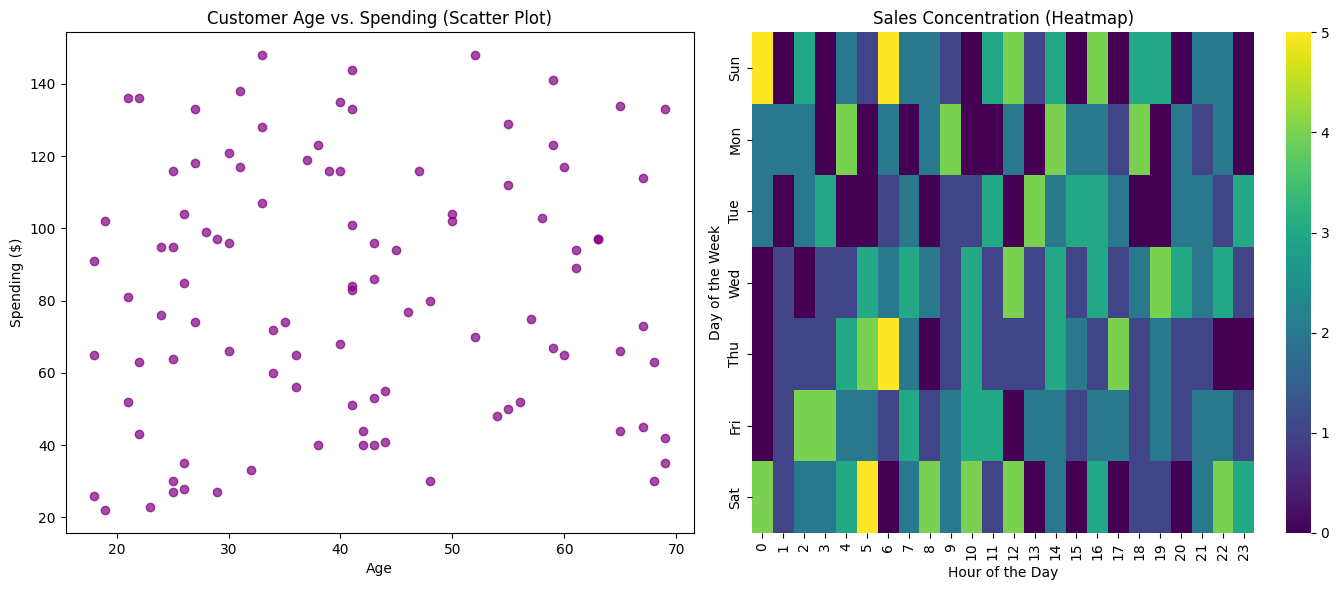 Customer Age vs. Spending (Scatter Plot)
Spending ($)
140
120
100
80
60
40
20
20 30 40 50 60 70
Age
Sales Concentration (Heatmap)
Day of the Week
Sun
Mon
Tue
Wed
Thu
Fri
Sat
0 1 2 3 4 5 6 7 8 9 10 11 12 13 14 15 16 17 18 19 20 21 22 23
Hour of the Day
5
4
3
2
1
0